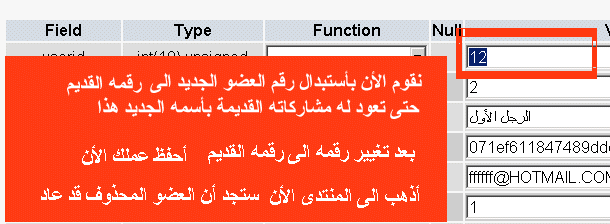 Field Type Function Null
userid int(10) unsigned 12
2
الرجل الأول
071ef611847489dd
ffffff@HOTMAIL.COM
1
نقوم الأن بأستبدال رقم العضو الجديد الى رقمه القديم
حتى تعود له مشاركاته القديمة بأسمه الجديد هذا
بعد تغيير رقمه الى رقمه القديم أحفظ عملك الأن
أذهب الى المنتدى الأن ستجد أن العضو المحذوف قد عاد